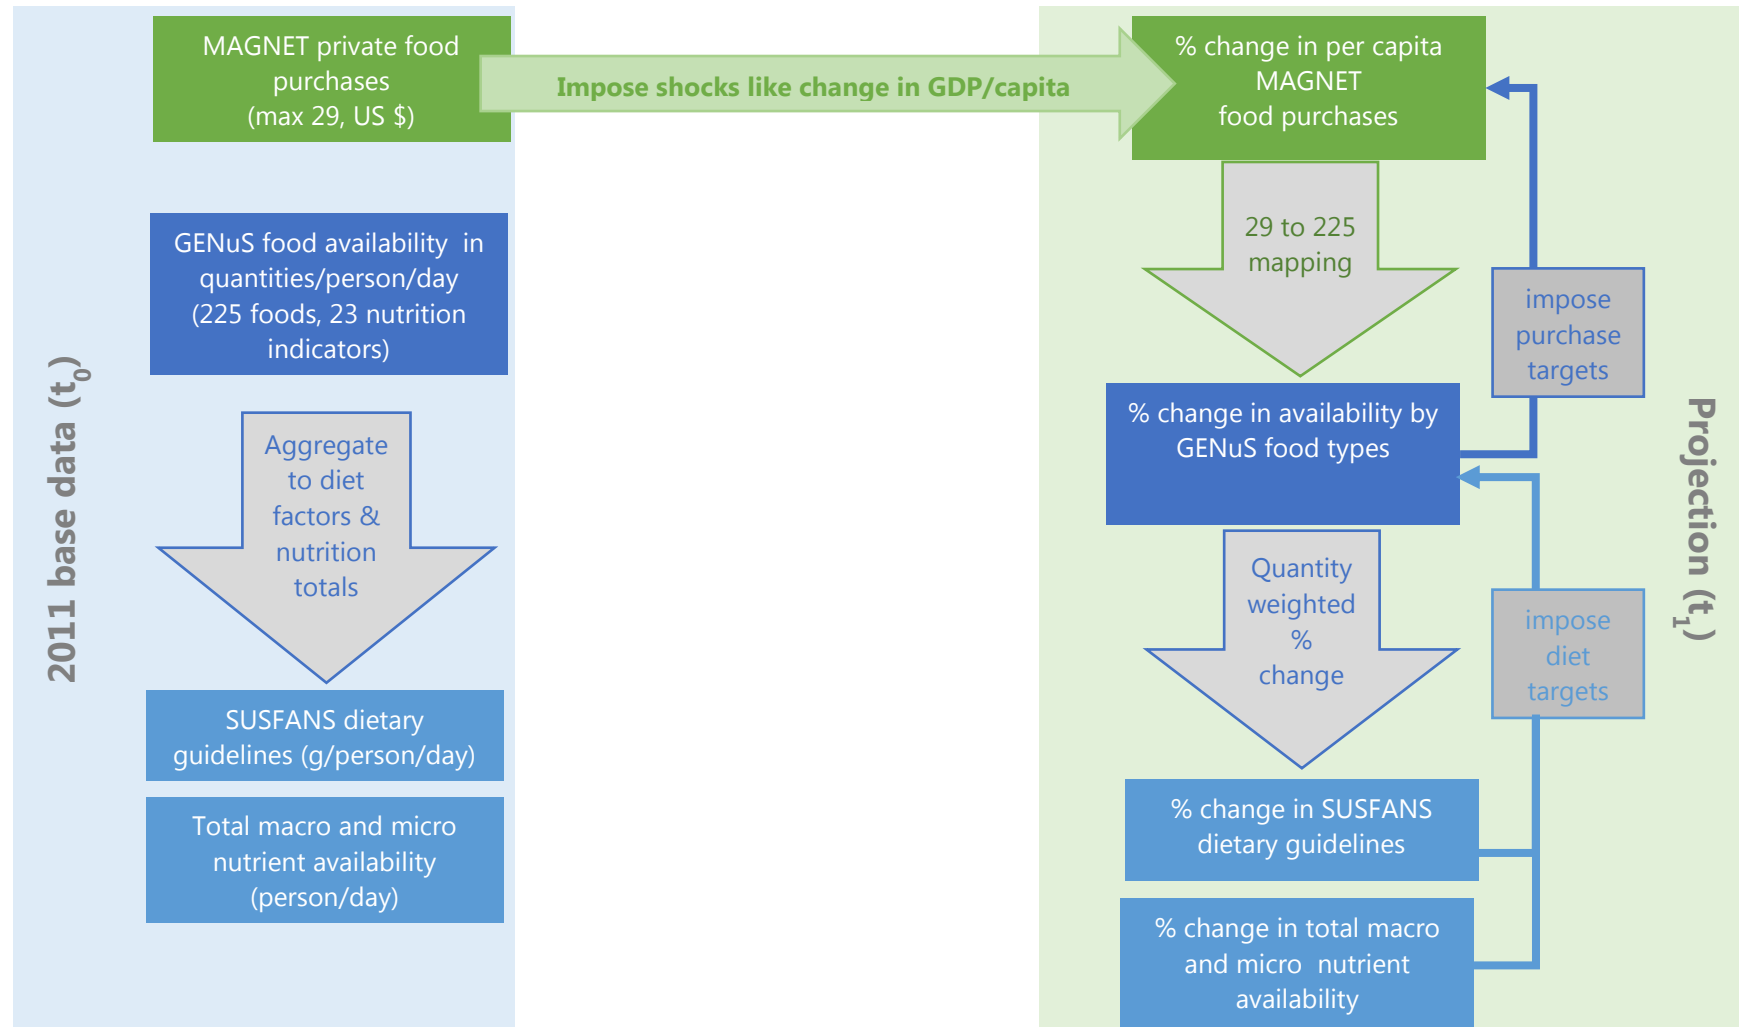 2011 base data (t0)
MAGNET private food
purchases
(max 29, US $)
GENuS food availability  in
quantities/person/day
(225 foods, 23 nutrition
indicators)
Aggregate
to diet
factors &
nutrition
totals
SUSFANS dietary
guidelines (g/person/day)
Total macro and micro
nutrient availability
(person/day)
Impose shocks like change in GDP/capita
% change in per capita
MAGNET
food purchases
29 to 225
mapping
impose
purchase
targets
% change in availability by
GENuS food types
Quantity
weighted
%
change
impose
diet
targets
% change in SUSFANS
dietary guidelines
% change in total macro
and micro  nutrient
availability
Projection (t1)